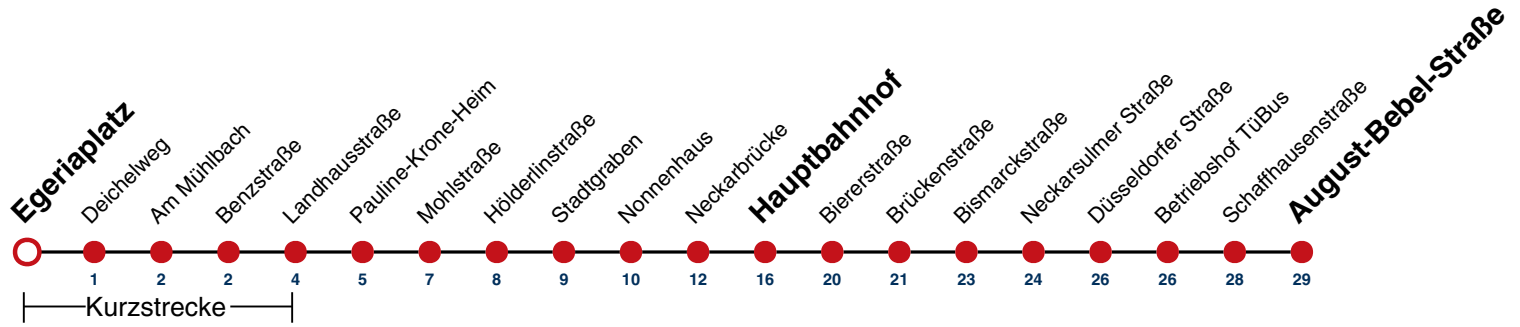 Egeriaplatz
Deichelweg
Am Mühlbach
Benzstraße
Landhausstraße
Pauline-Krone-Heim
Mohlstraße
Hölderlinstraße
Stadtgraben
Nonnenhaus
Neckarbrücke
Hauptbahnhof
Biererstraße
Brückenstraße
Bismarckstraße
Neckarsulmer Straße
Düsseldorfer Straße
Betriebshof TüBus
Schaffhausenstraße
August-Bebel-Straße
1 2 2 4 5 7 8 9 10 12 16 20 21 23 24 26 26 28 29
Kurzstrecke